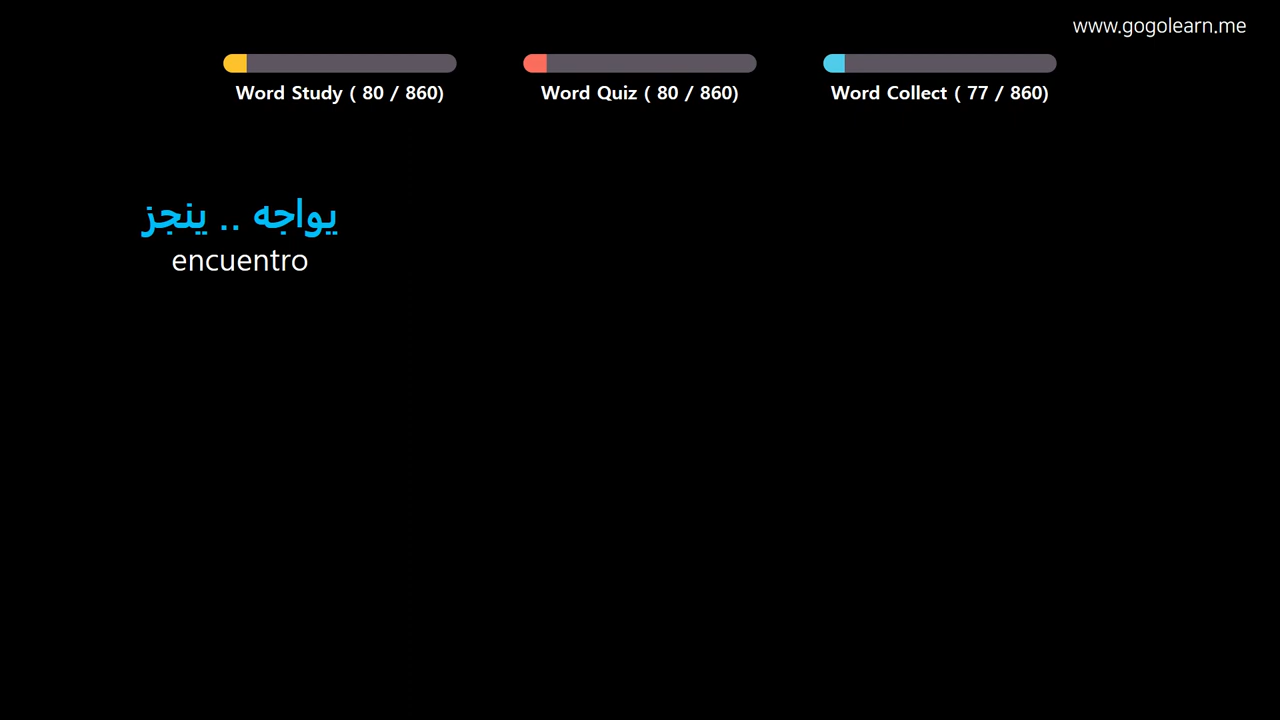 www.gogolearn.me
Word Study ( 80 / 860)
Word Quiz ( 80 / 860)
Word Collect ( 77 / 860)
يواجه .. ينجز
encuentro